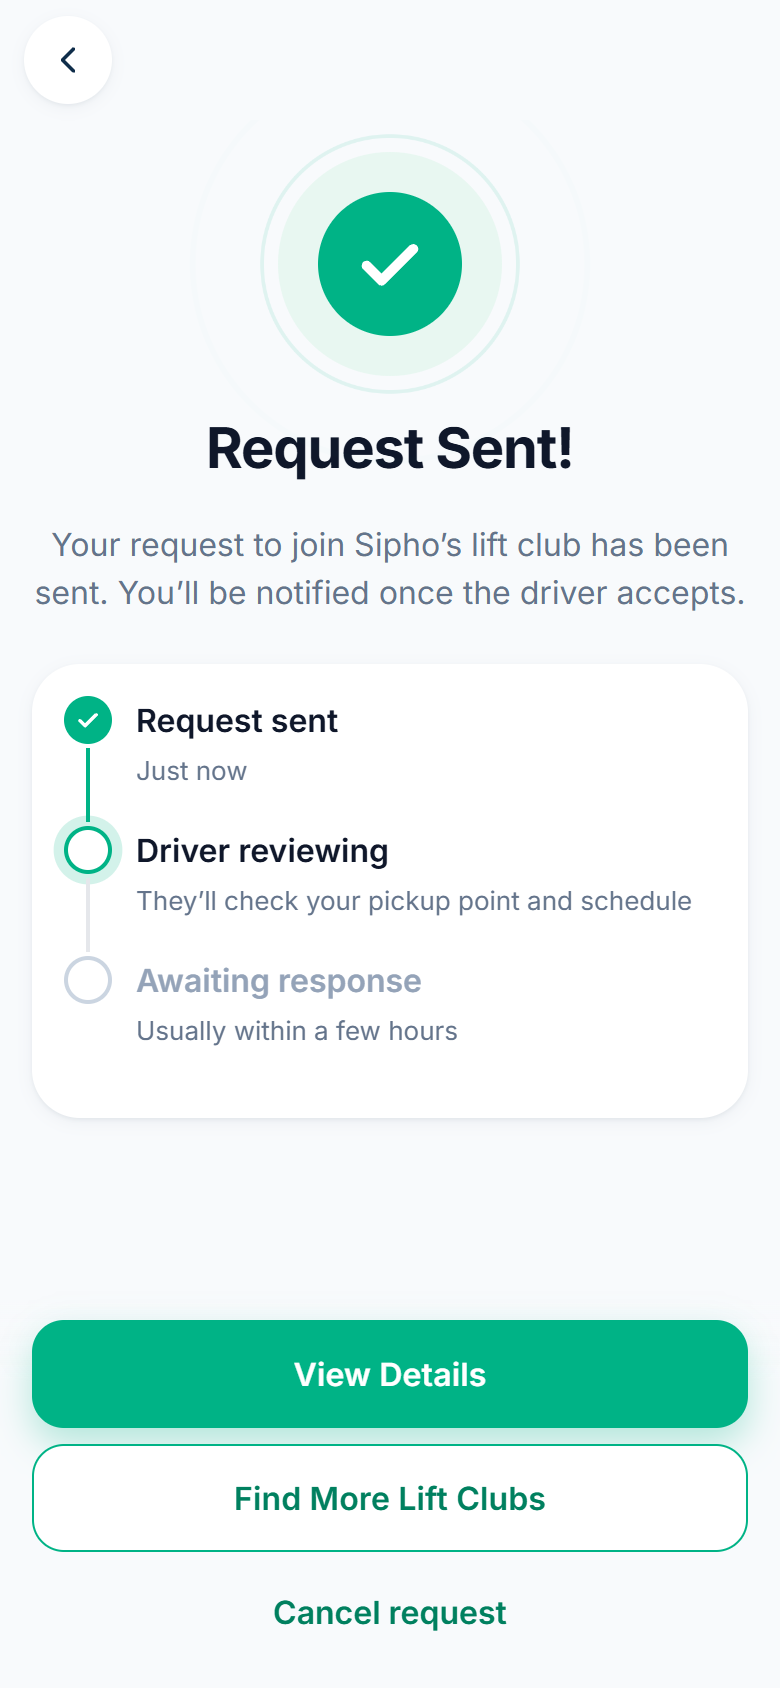 Request Sent!
Your request to join Sipho’s lift club has been
sent. You’ll be notified once the driver accepts.
Request sent
Just now
Driver reviewing
They’ll check your pickup point and schedule
Awaiting response
Usually within a few hours
View Details
Find More Lift Clubs
Cancel request